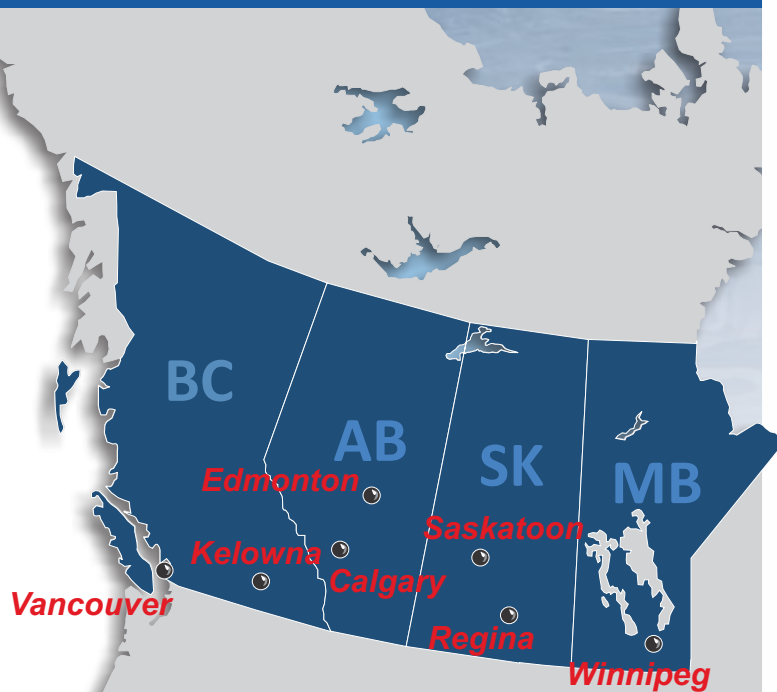 BC
AB
SK
MB
Edmonton
Saskatoon
Kelowna
Calgary
Vancouver
Regina
Winnipeg